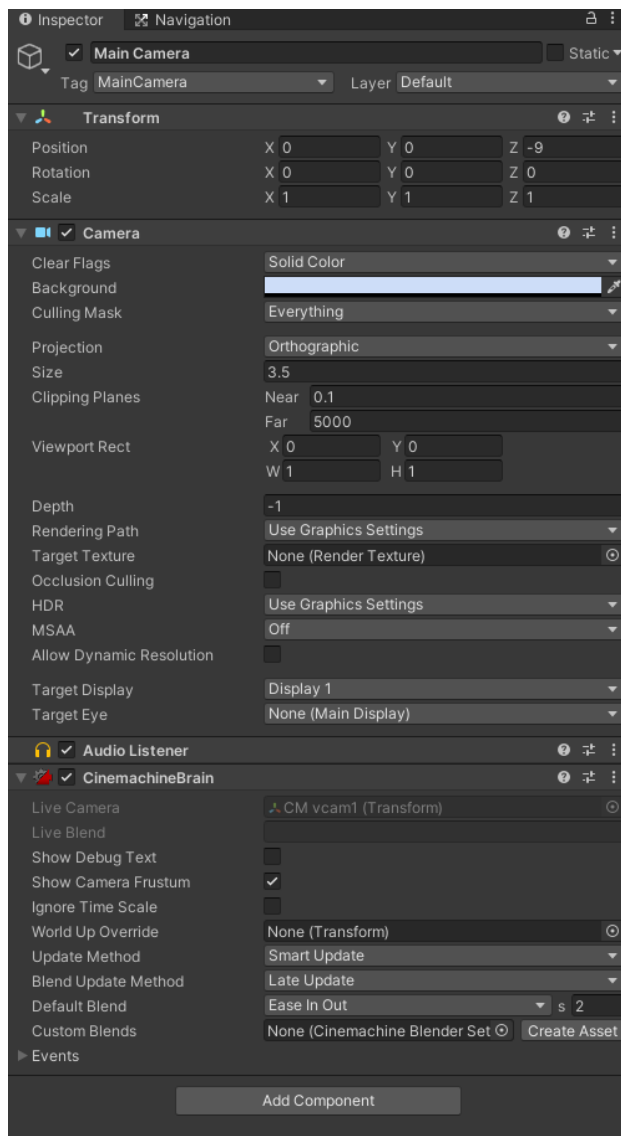 Inspector Navigation
Main Camera Static
Tag MainCamera Layer Default
Transform
Position X 0 Y 0 Z -9
Rotation X 0 Y 0 Z 0
Scale X 1 Y 1 Z 1
Camera
Clear Flags Solid Color
Background
Culling Mask Everything
Projection Orthographic
Size 3.5
Clipping Planes Near 0.1
Far 5000
Viewport Rect X 0 Y 0
W 1 H 1
Depth -1
Rendering Path Use Graphics Settings
Target Texture None (Render Texture)
Occlusion Culling
HDR Use Graphics Settings
MSAA Off
Allow Dynamic Resolution
Target Display Display 1
Target Eye None (Main Display)
Audio Listener
CinemachineBrain
Live Camera CM vcam1 (Transform)
Live Blend
Show Debug Text
Show Camera Frustum
Ignore Time Scale
World Up Override None (Transform)
Update Method Smart Update
Blend Update Method Late Update
Default Blend Ease In Out s 2
Custom Blends None (Cinemachine Blender Set Create Asset
Events
Add Component